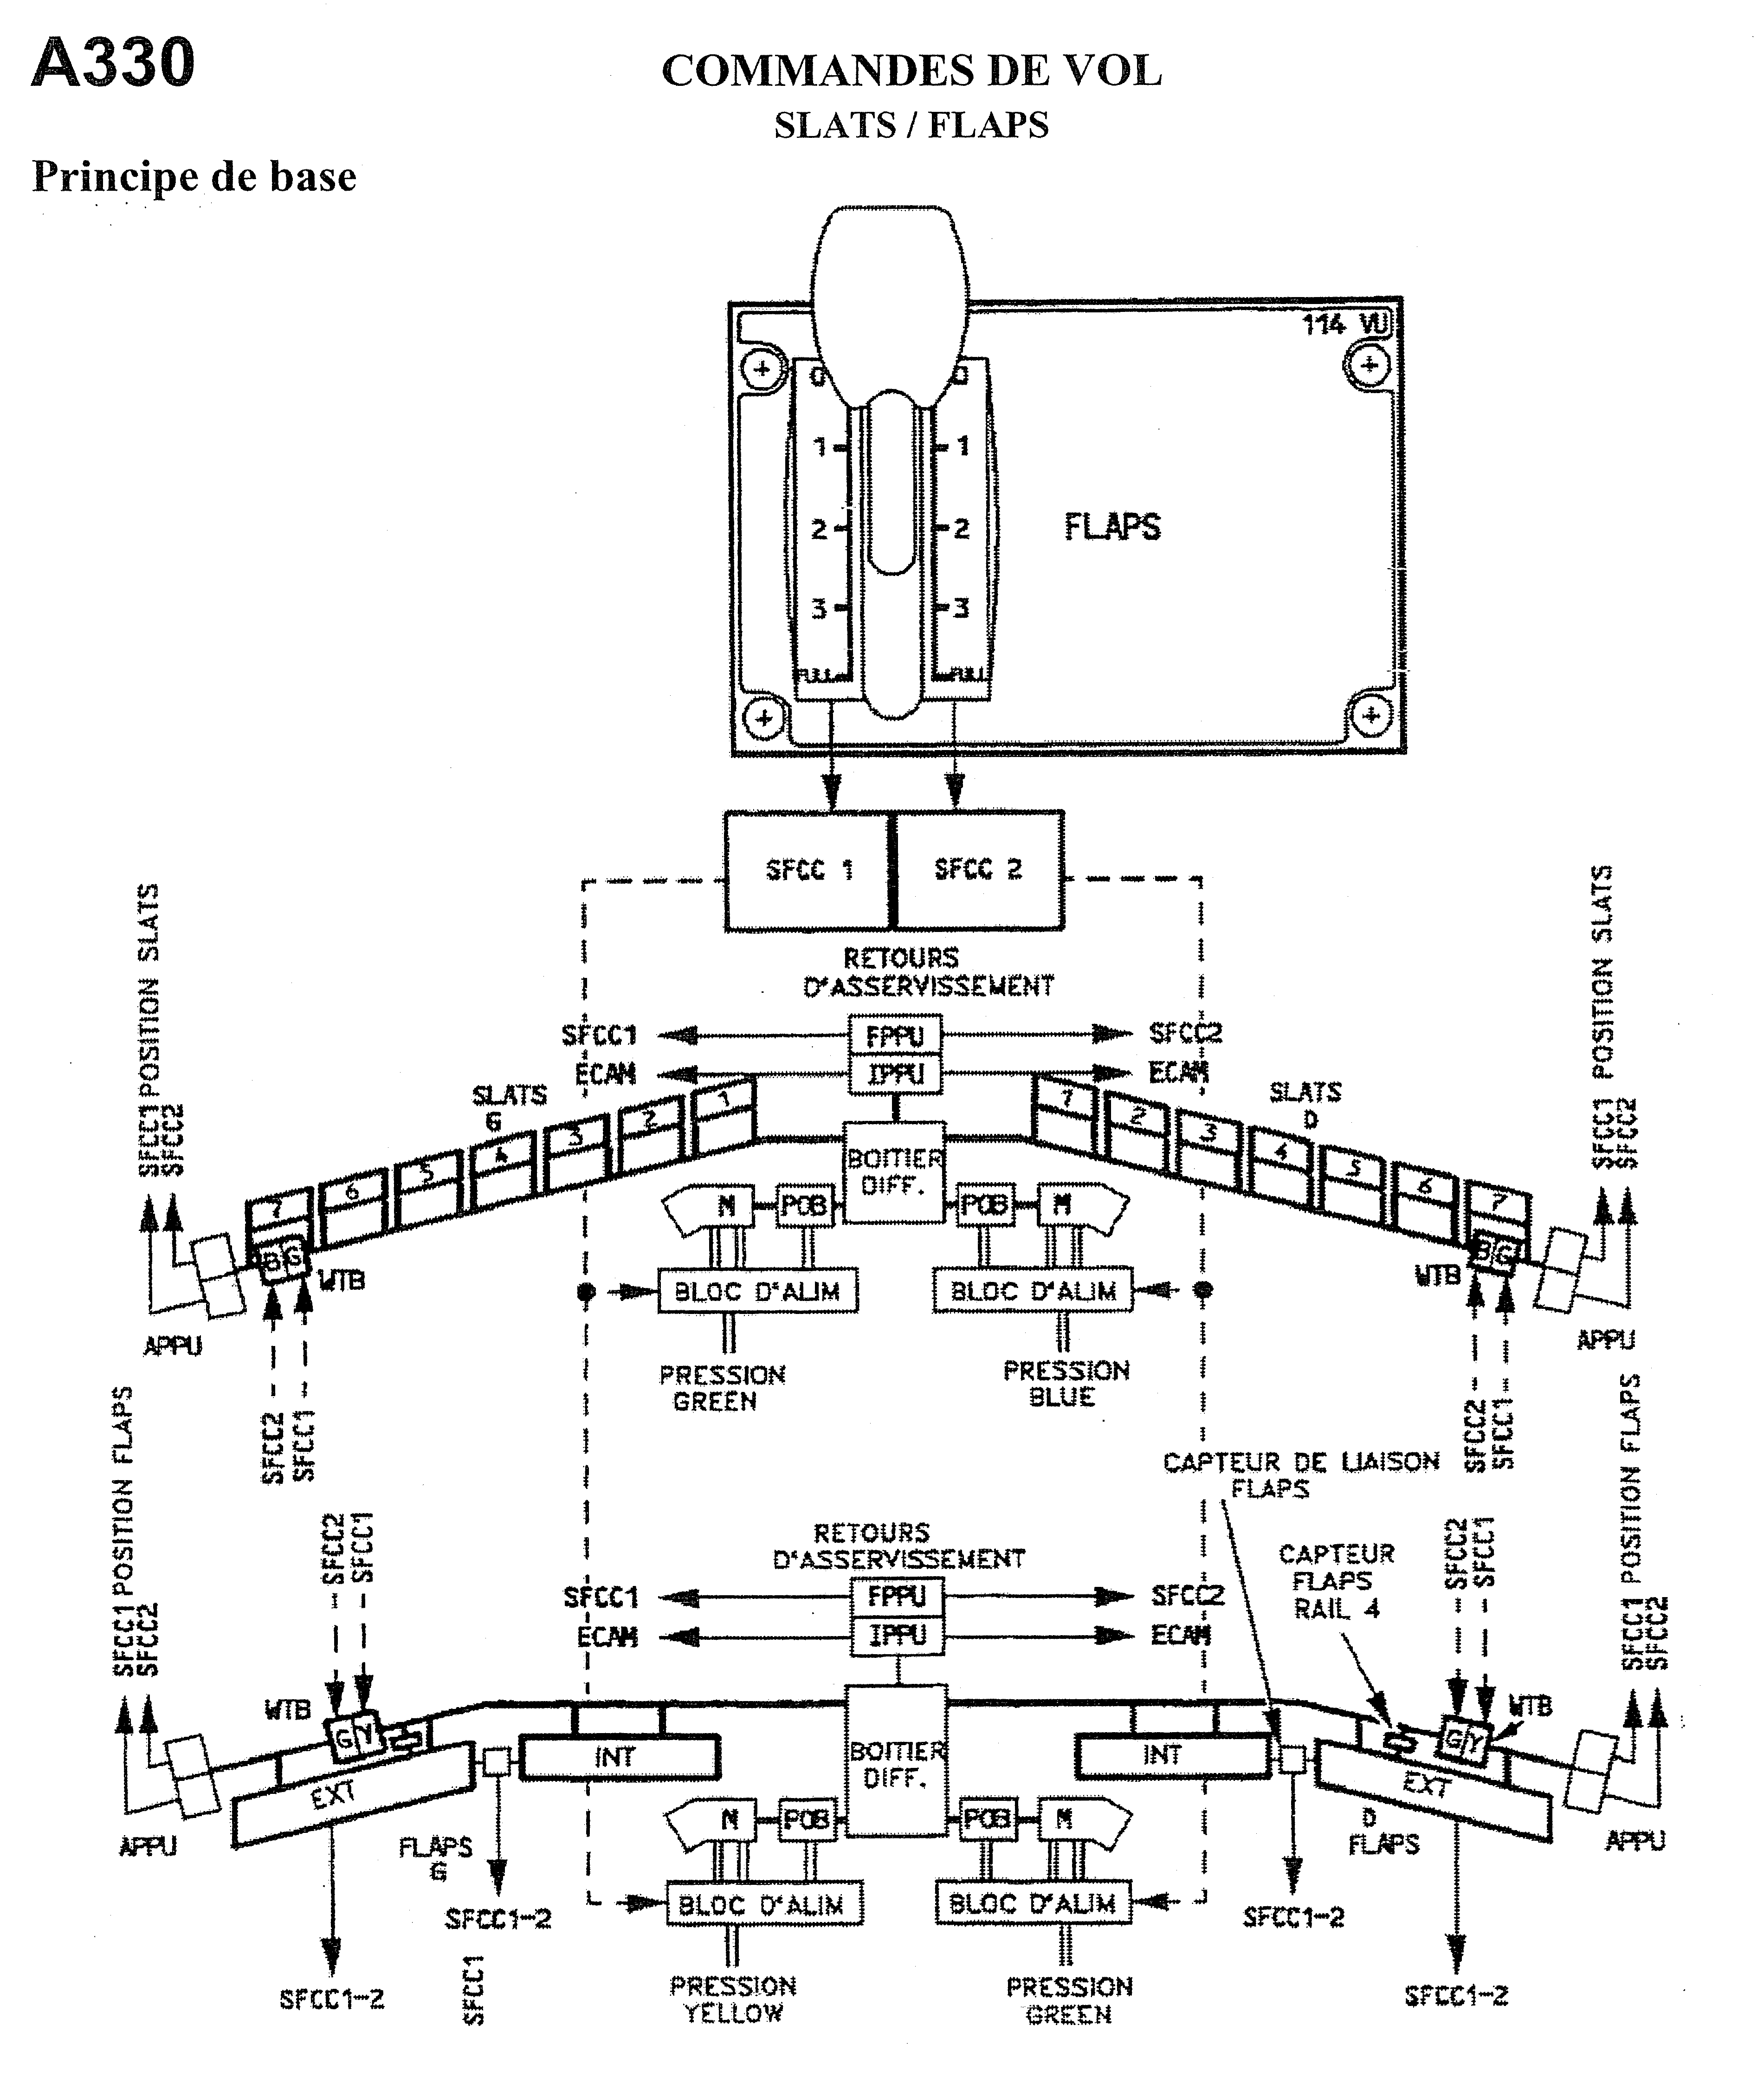 A330
COMMANDES DE VOL
SLATS / FLAPS
Principe de base
114 VU
0
0
1
1
2
2
3
3
FULL
FULL
FLAPS
SFCC 1
SFCC 2
RETOURS
D'ASSERVISSEMENT
SFCC1
FPPU
SFCC2
ECAM
IPPU
ECAM
POSITION SLATS
SFCC1
SFCC2
POSITION SLATS
SFCC1
SFCC2
SLATS
G
7
6
5
4
3
2
1
SLATS
D
1
2
3
4
5
6
7
BOITIER
DIFF.
M
POB
POB
M
B G
WTB
B G
WTB
APPU
APPU
BLOC D'ALIM
BLOC D'ALIM
PRESSION
GREEN
PRESSION
BLUE
SFCC2
SFCC1
SFCC2
SFCC1
CAPTEUR DE LIAISON
FLAPS
POSITION FLAPS
SFCC1
SFCC2
POSITION FLAPS
SFCC1
SFCC2
SFCC2
SFCC1
SFCC2
SFCC1
RETOURS
D'ASSERVISSEMENT
CAPTEUR
FLAPS
RAIL 4
SFCC1
FPPU
SFCC2
ECAM
IPPU
ECAM
WTB
G Y
WTB
G Y
EXT
INT
BOITIER
DIFF.
INT
EXT
APPU
FLAPS
G
M
POB
POB
M
D
FLAPS
APPU
BLOC D'ALIM
BLOC D'ALIM
SFCC1-2
SFCC1-2
SFCC1-2
SFCC1
PRESSION
YELLOW
PRESSION
GREEN
SFCC1-2